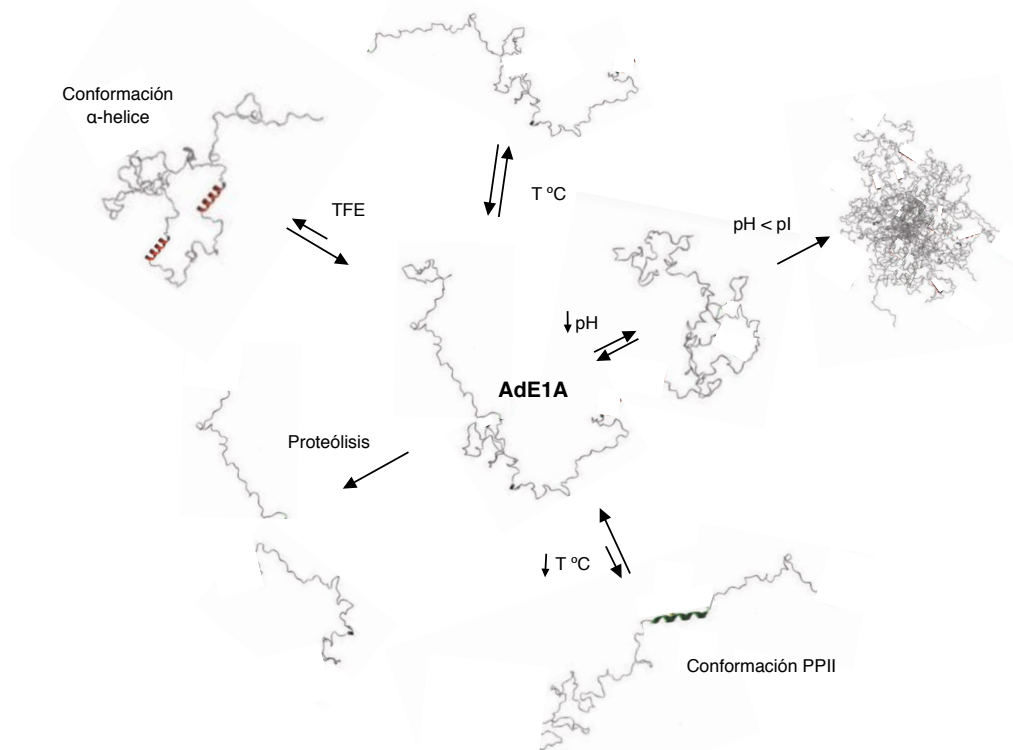 Conformación
α-helice
T ºC
TFE
pH < pI
↓ pH
AdE1A
Proteólisis
↓ T ºC
Conformación PPII